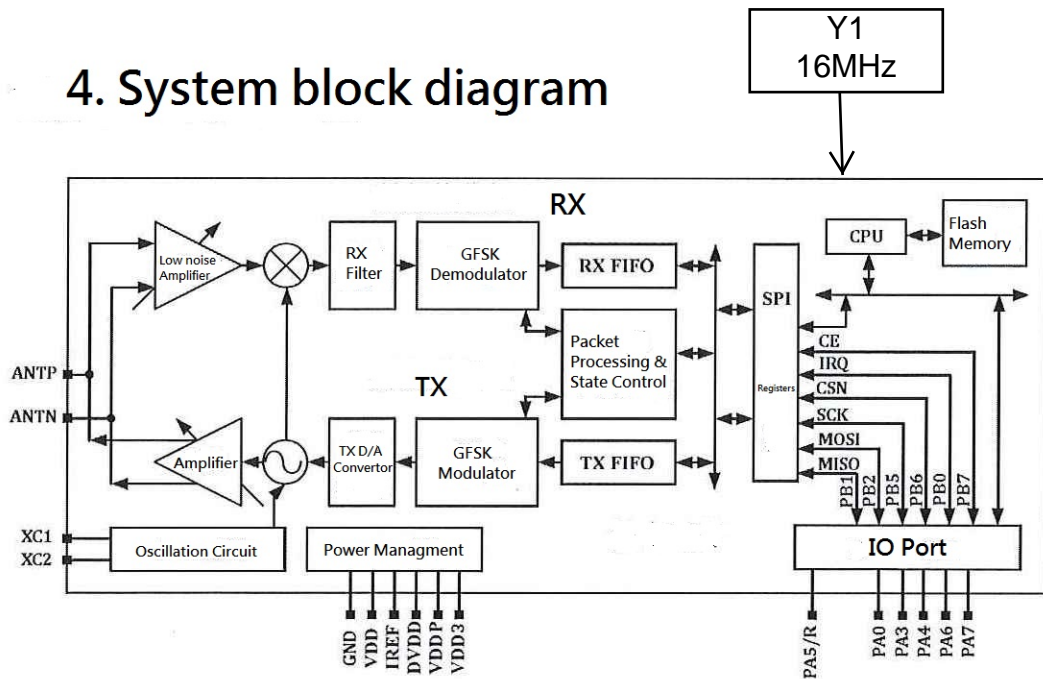 Y1
16MHz
4. System block diagram
RX
Low noise
Amplifier
RX
Filter
GFSK
Demodulator
RX FIFO
SPI
Registers
CPU
Flash
Memory
Packet
Processing &
State Control
CE
IRQ
CSN
SCK
MOSI
MISO
ANTP
ANTN
TX
Amplifier
TX D/A
Convertor
GFSK
Modulator
TX FIFO
PB1
PB2
PB5
PB6
PB0
PB7
XC1
XC2
Oscillation Circuit
Power Managment
IO Port
GND
VDD
IREF
DVDD
VDDP
VDD3
PA5/R
PA0
PA3
PA4
PA6
PA7